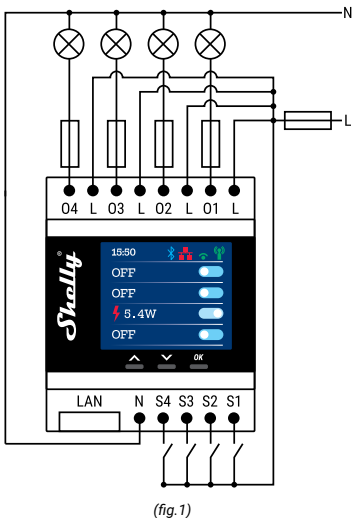 N
L
O4 L O3 L O2 L O1 L
Shelly®
15:50
OFF
OFF
5.4W
OFF
OK
LAN N S4 S3 S2 S1
(fig.1)